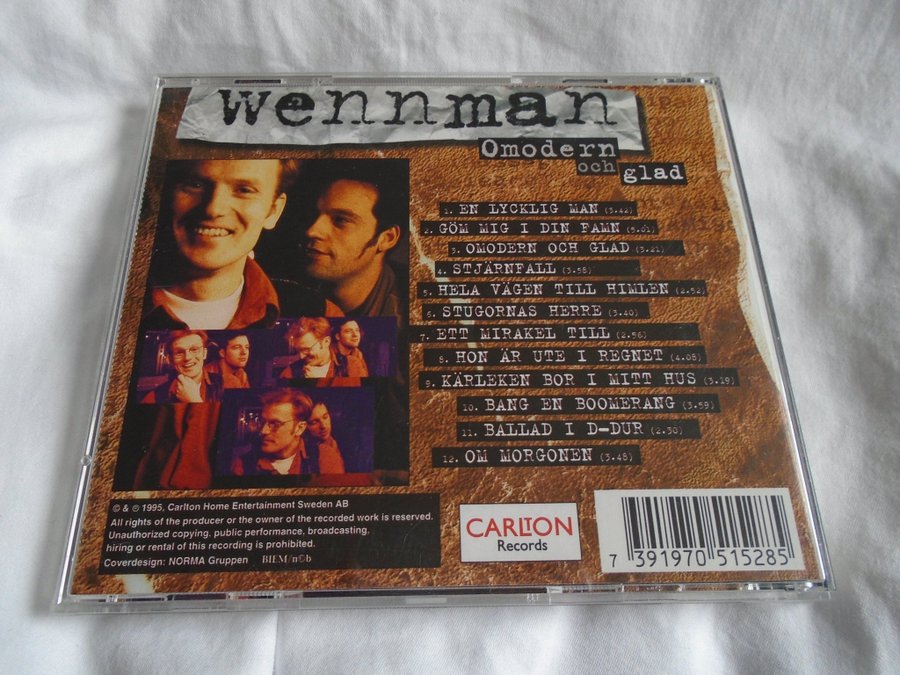 wennman
Omodern
och
glad
1. EN LYCKLIG MAN (3.42)
2. GÖM MIG I DIN FAMN (5.01)
3. OMODERN OCH GLAD (3.21)
4. STJÄRNFALL (3.58)
5. HELA VÄGEN TILL HIMLEN (2.52)
6. STUGORNAS HERRE (3.40)
7. ETT MIRAKEL TILL (2.56)
8. HON ÄR UTE I REGNET (4.08)
9. KÄRLEKEN BOR I MITT HUS (3.19)
10. BANG EN BOOMERANG (3.59)
11. BALLAD I D-DUR (2.30)
12. OM MORGONEN (3.48)
© & ℗ 1995, Carlton Home Entertainment Sweden AB
All rights of the producer or the owner of the recorded work is reserved.
Unauthorized copying, public performance, broadcasting,
hiring or rental of this recording is prohibited.
Coverdesign: NORMA Gruppen BIEM/n©b
CARLTON
Records
7 391970 515285